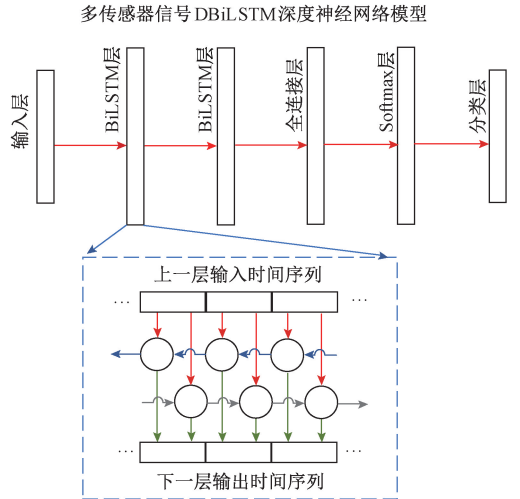 多传感器信号DBiLSTM深度神经网络模型
输入层
BiLSTM层
BiLSTM层
全连接层
Softmax层
分类层
上一层输入时间序列
··· ···
··· ···
下一层输出时间序列